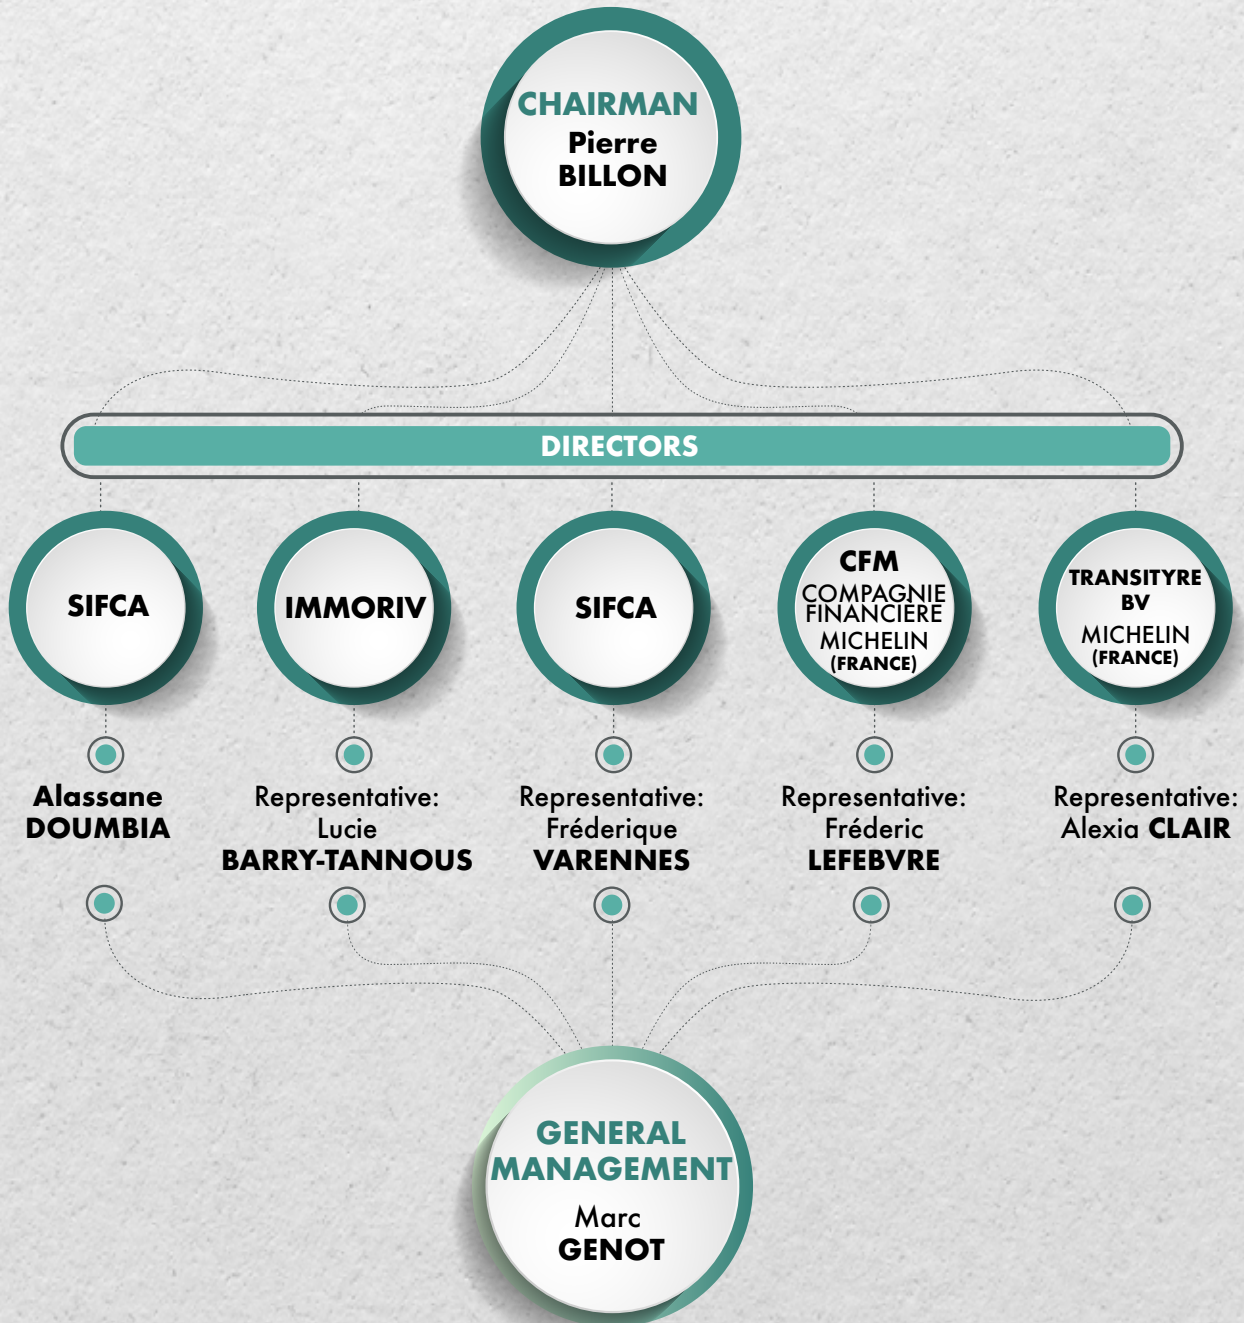 CHAIRMAN
Pierre
BILLON
DIRECTORS
SIFCA
IMMORIV
SIFCA
CFM
COMPAGNIE
FINANCIÈRE
MICHELIN
(FRANCE)
TRANSITYRE
BV
MICHELIN
(FRANCE)
Alassane
DOUMBIA
Representative:
Lucie
BARRY-TANNOUS
Representative:
Fréderique
VARENNES
Representative:
Fréderic
LEFEBVRE
Representative:
Alexia CLAIR
GENERAL
MANAGEMENT
Marc
GENOT